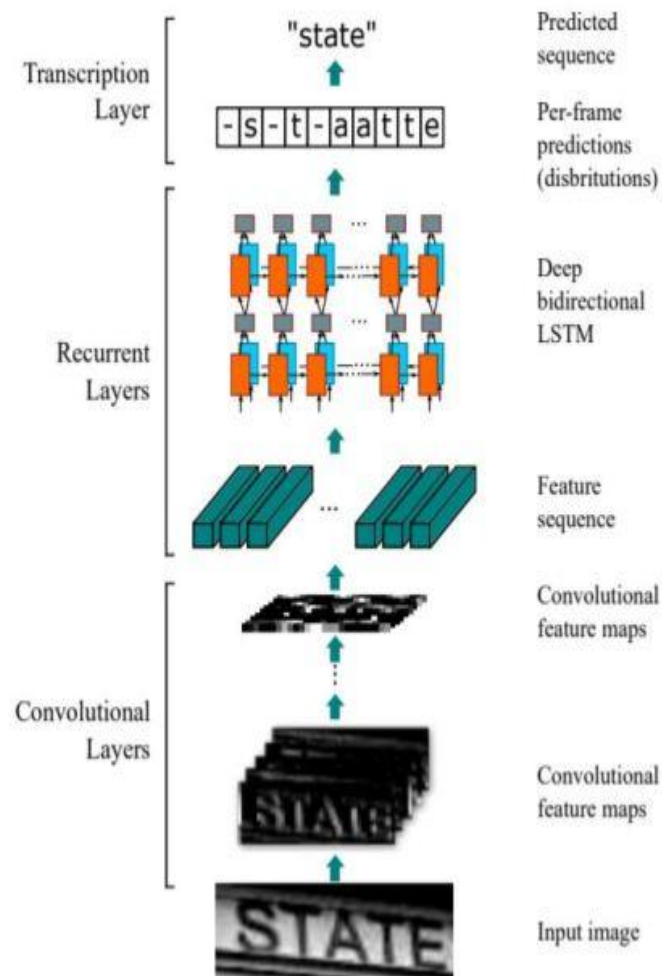 "state"
Predicted
sequence
Transcription
Layer
-s-t-aatte
Per-frame
predictions
(disbritutions)
Recurrent
Layers
Deep
bidirectional
LSTM
Feature
sequence
Convolutional
Layers
Convolutional
feature maps
STATE
Convolutional
feature maps
STATE
Input image